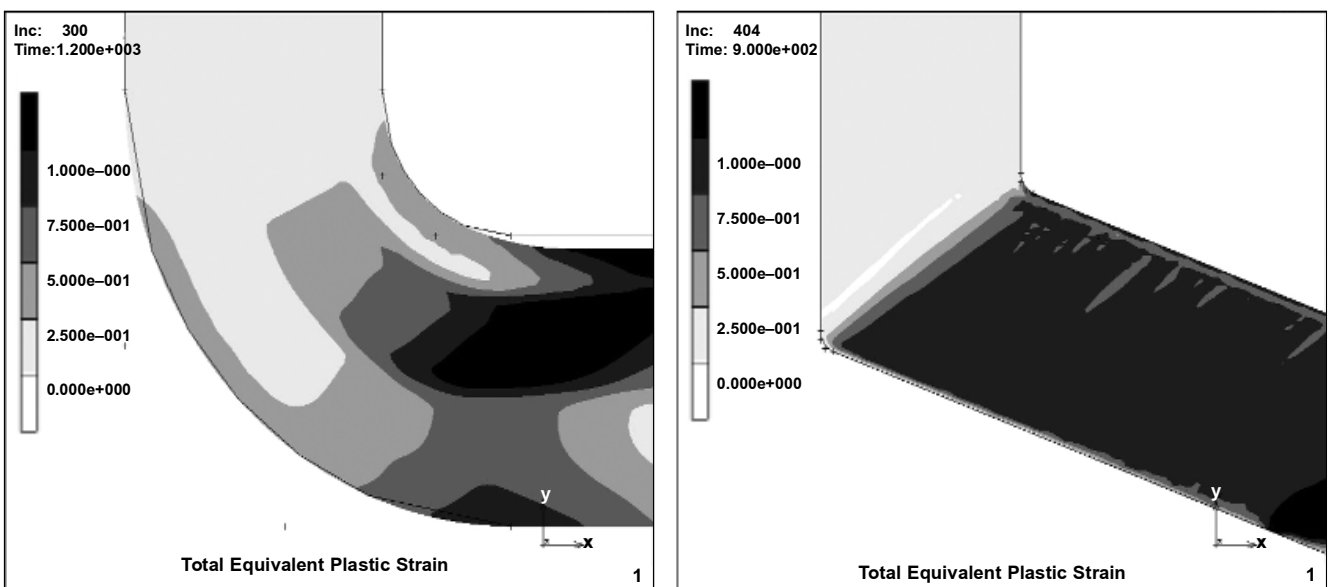 Inc: 300
Time:1.200e+003
1.000e–000
7.500e–001
5.000e–001
2.500e–001
0.000e+000
y
x
Total Equivalent Plastic Strain
1
Inc: 404
Time: 9.000e+002
1.000e–000
7.500e–001
5.000e–001
2.500e–001
0.000e+000
y
x
Total Equivalent Plastic Strain
1